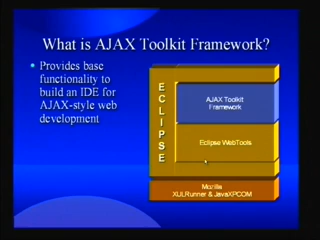 What is AJAX Toolkit Framework?
Provides base
functionality to
build an IDE for
AJAX-style web
development
ECLIPSE
AJAX Toolkit
Framework
Eclipse WebTools
Mozilla
XULRunner & JavaXPCOM